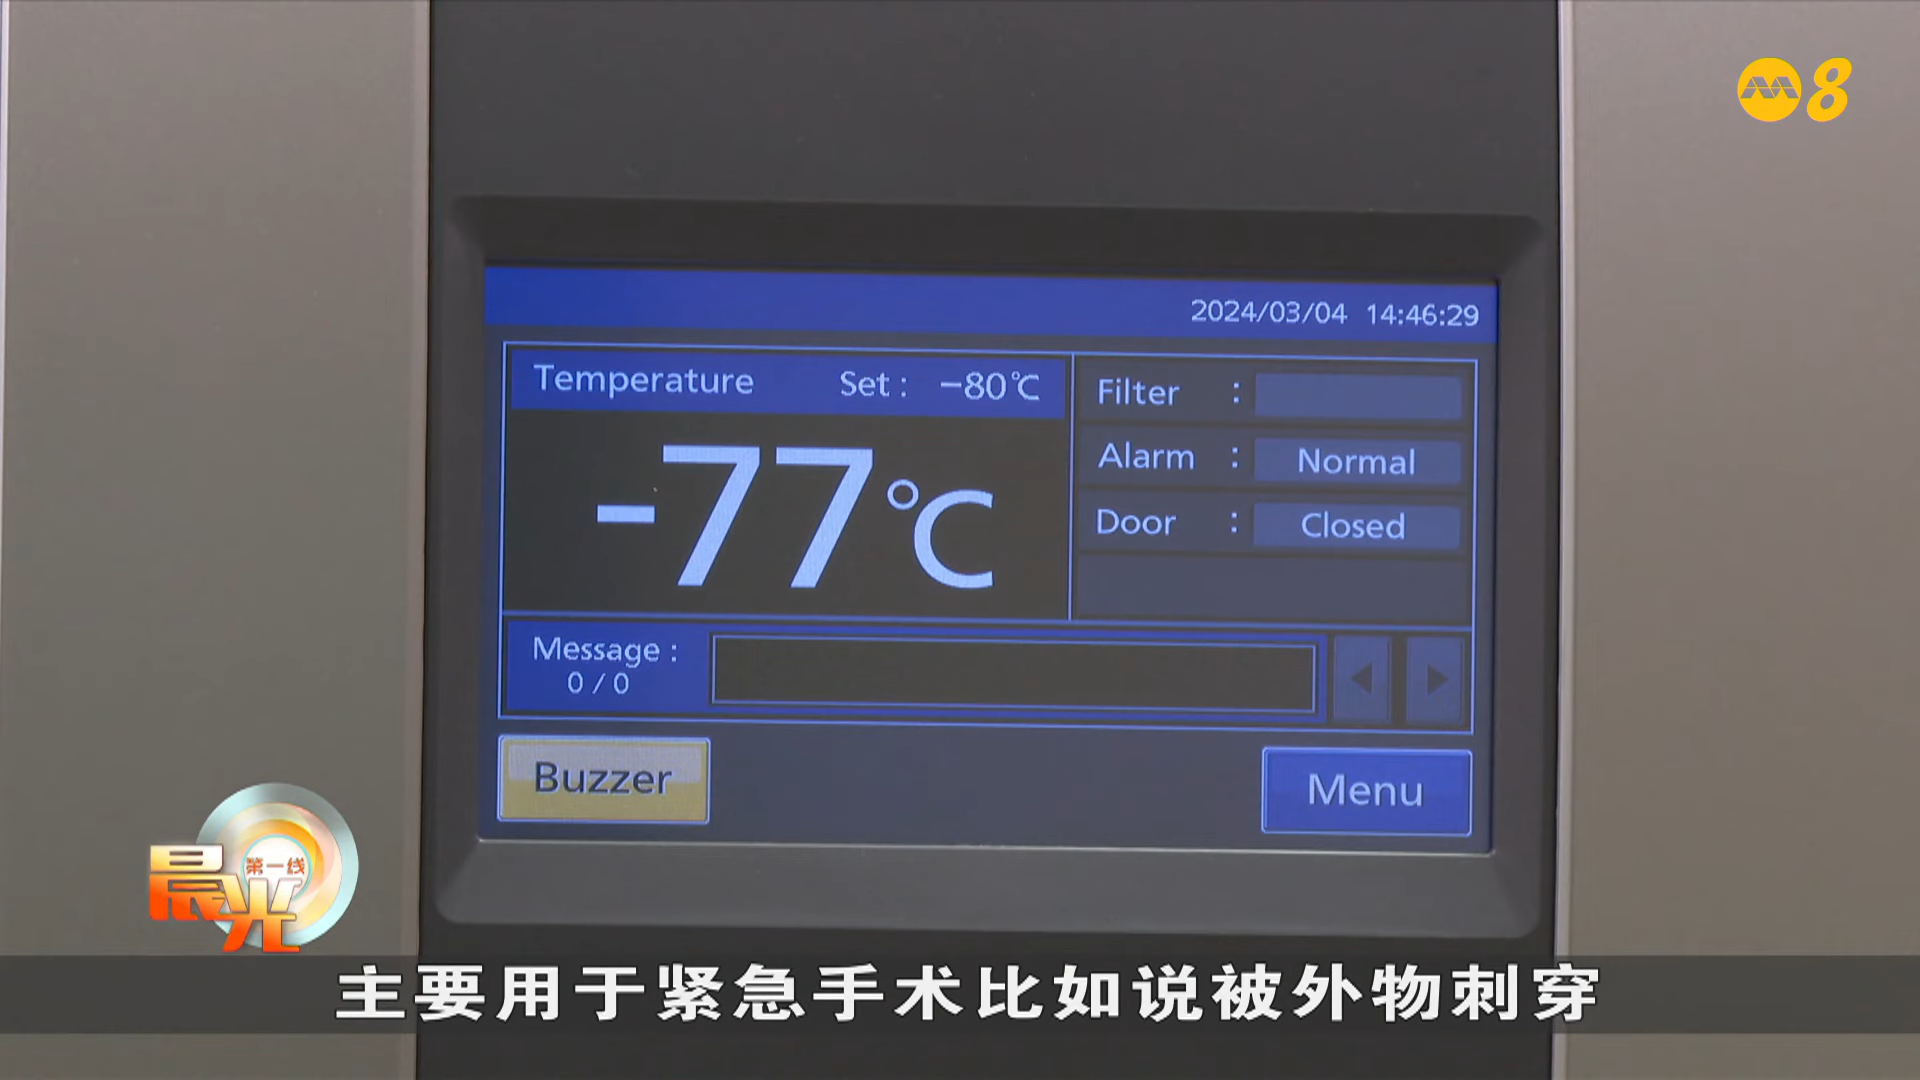 8
2024/03/04 14:46:29
Temperature Set : -80℃
-77℃
Filter :
Alarm : Normal
Door : Closed
Message :
0 / 0
Buzzer
Menu
第一线
晨光
主要用于紧急手术比如说被外物刺穿